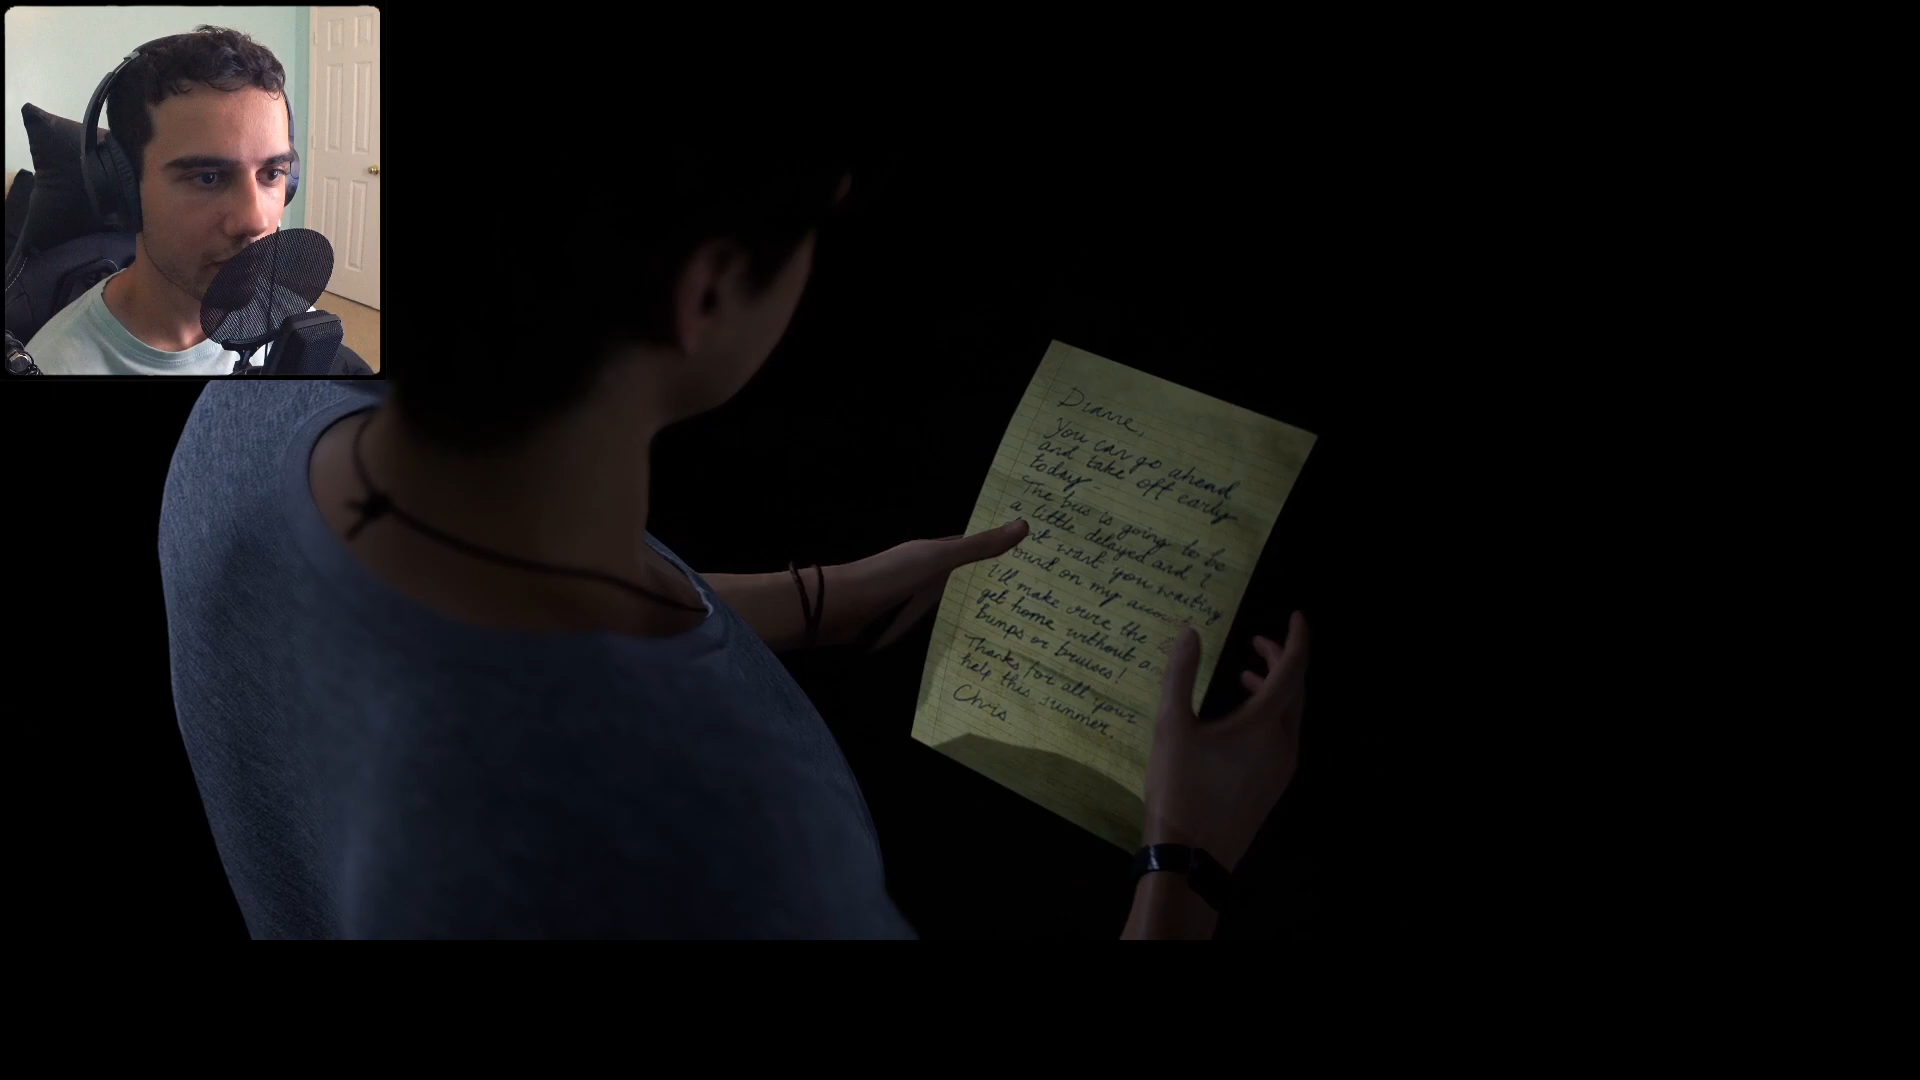 Diane,
You can go ahead
and take off early
today-
The bus is going to be
a little delayed and I
want you waiting
on my account
I'll make sure the
get home without
bumps or bruises!
Thanks for all your
help this summer.
Chris